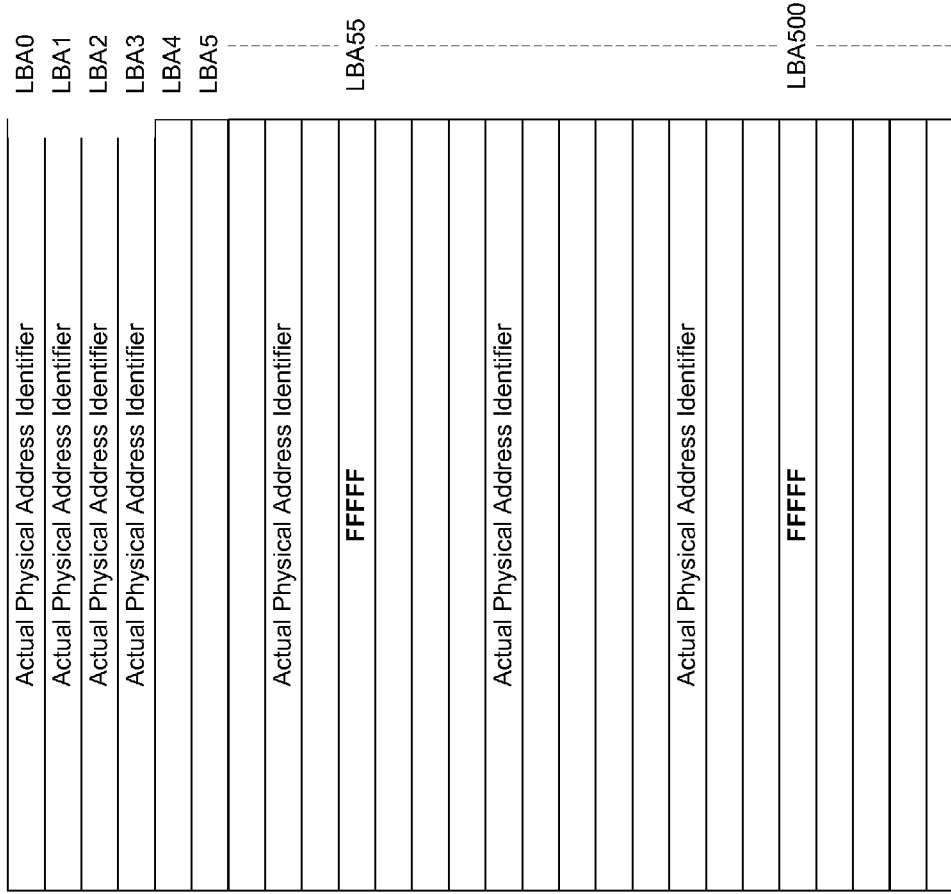 LBA0 Actual Physical Address Identifier
LBA1 Actual Physical Address Identifier
LBA2 Actual Physical Address Identifier
LBA3 Actual Physical Address Identifier
LBA4
LBA5
Actual Physical Address Identifier
LBA55 FFFFF
Actual Physical Address Identifier
Actual Physical Address Identifier
LBA500 FFFFF